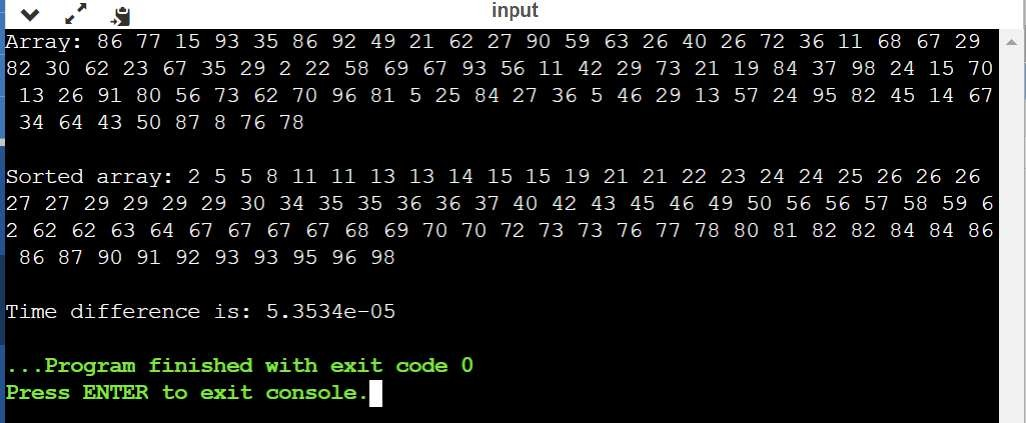 input
Array: 86 77 15 93 35 86 92 49 21 62 27 90 59 63 26 40 26 72 36 11 68 67 29
82 30 62 23 67 35 29 2 22 58 69 67 93 56 11 42 29 73 21 19 84 37 98 24 15 70
13 26 91 80 56 73 62 70 96 81 5 25 84 27 36 5 46 29 13 57 24 95 82 45 14 67
34 64 43 50 87 8 76 78
Sorted array: 2 5 5 8 11 11 13 13 14 15 15 19 21 21 22 23 24 24 25 26 26 26
27 27 29 29 29 29 30 34 35 35 36 36 37 40 42 43 45 46 49 50 56 56 57 58 59 6
2 62 62 63 64 67 67 67 67 68 69 70 70 72 73 73 76 77 78 80 81 82 82 84 84 86
86 87 90 91 92 93 93 95 96 98
Time difference is: 5.3534e-05
...Program finished with exit code 0
Press ENTER to exit console.